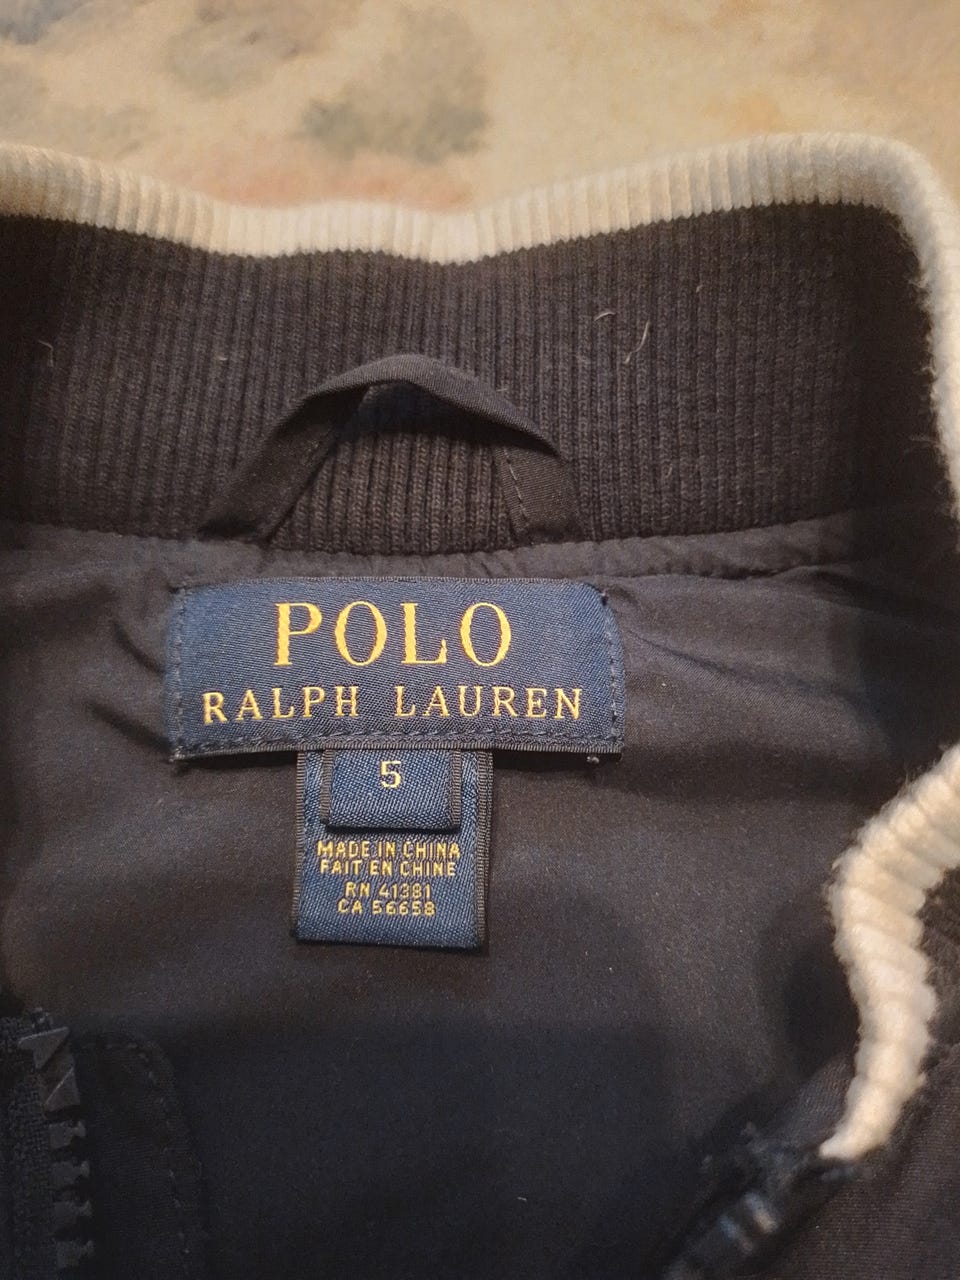 POLO
RALPH LAUREN
5
MADE IN CHINA
FAIT EN CHINE
RN 41381
CA 56658